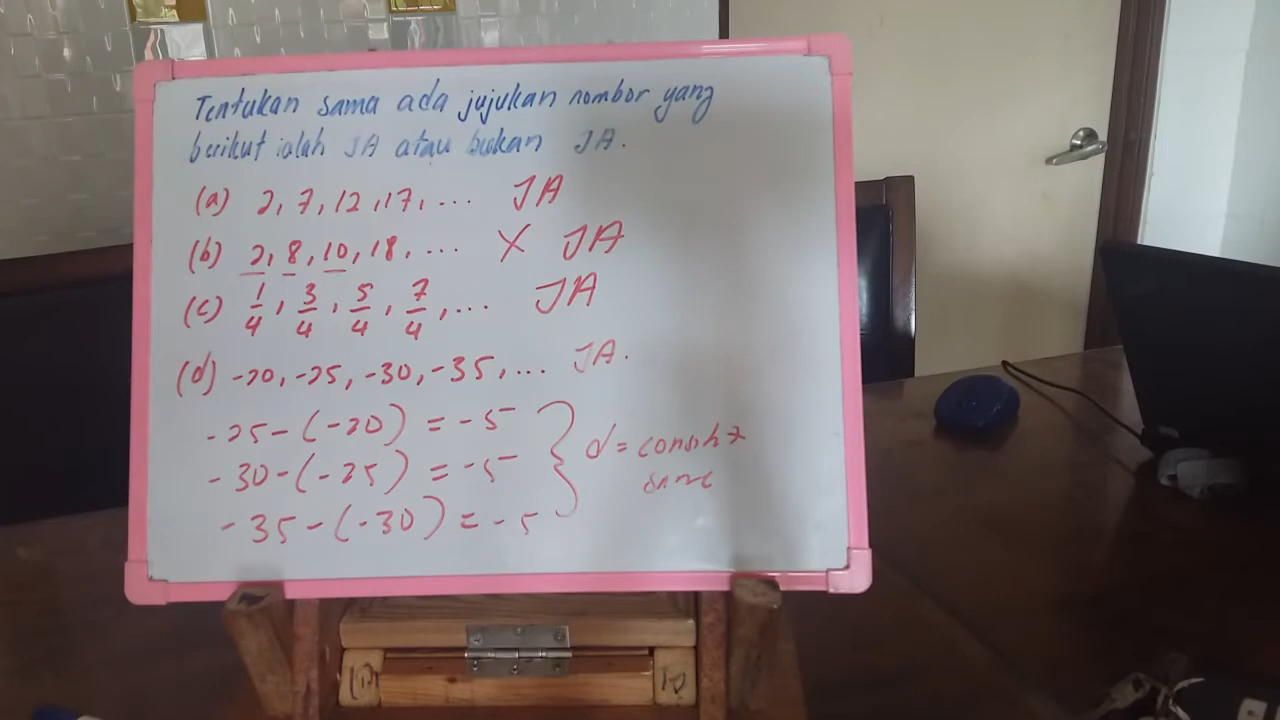 Tentukan sama ada jujukan nombor yang
berikut ialah JA atau bukan JA.
(a) 2, 7, 12, 17, ... JA
(b) 2, 8, 10, 18, ... X JA
(c) 1/4, 3/4, 5/4, 7/4, ... JA
(d) -20, -25, -30, -35, ... JA.
-25-(-20) = -5
-30-(-25) = -5
-35-(-30) = -5
} d =
same